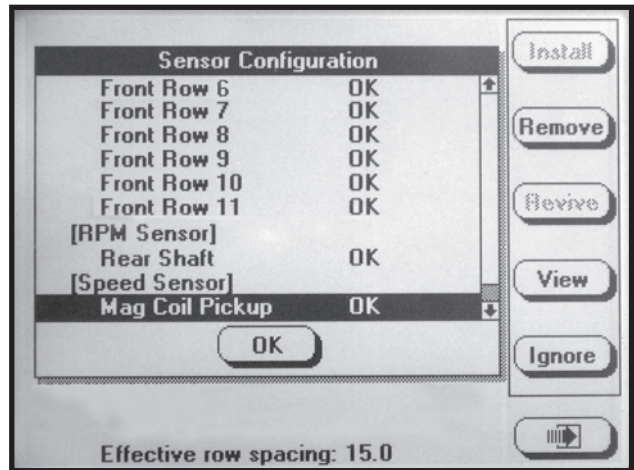 Sensor Configuration
Front Row 6 OK
Front Row 7 OK
Front Row 8 OK
Front Row 9 OK
Front Row 10 OK
Front Row 11 OK
[RPM Sensor]
Rear Shaft OK
[Speed Sensor]
Mag Coil Pickup OK
OK
Effective row spacing: 15.0
Install
Remove
Revive
View
Ignore